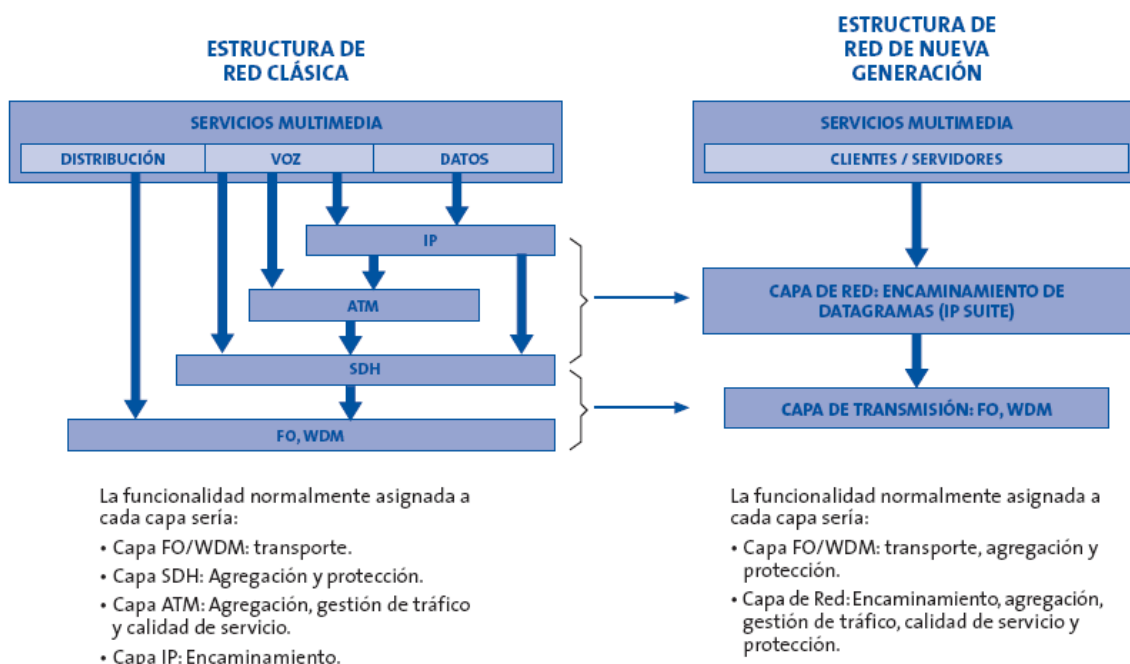 ESTRUCTURA DE
RED CLÁSICA
SERVICIOS MULTIMEDIA
DISTRIBUCIÓN
VOZ
DATOS
IP
ATM
SDH
FO, WDM
La funcionalidad normalmente asignada a
cada capa sería:
• Capa FO/WDM: transporte.
• Capa SDH: Agregación y protección.
• Capa ATM: Agregación, gestión de tráfico
y calidad de servicio.
• Capa IP: Encaminamiento.
ESTRUCTURA DE
RED DE NUEVA
GENERACIÓN
SERVICIOS MULTIMEDIA
CLIENTES / SERVIDORES
CAPA DE RED: ENCAMINAMIENTO DE
DATAGRAMAS (IP SUITE)
CAPA DE TRANSMISIÓN: FO, WDM
La funcionalidad normalmente asignada a
cada capa sería:
• Capa FO/WDM: transporte, agregación y
protección.
• Capa de Red: Encaminamiento, agregación,
gestión de tráfico, calidad de servicio y
protección.